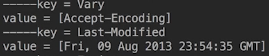 -----key = Vary
value = [Accept-Encoding]
-----key = Last-Modified
value = [Fri, 09 Aug 2013 23:54:35 GMT]